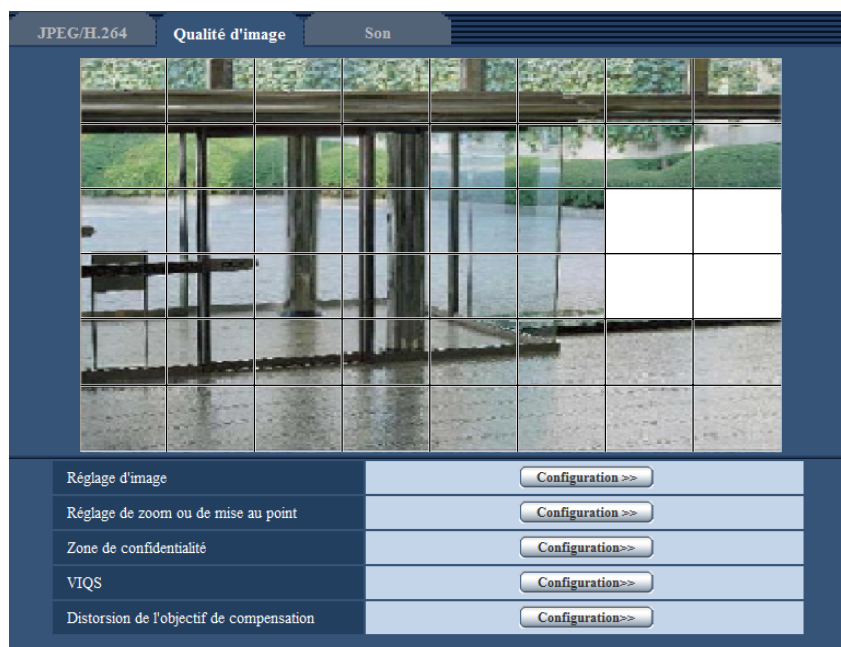 JPEG/H.264
Qualité d'image
Son
Réglage d'image
Configuration >>
Réglage de zoom ou de mise au point
Configuration >>
Zone de confidentialité
Configuration>>
VIQS
Configuration>>
Distorsion de l'objectif de compensation
Configuration>>